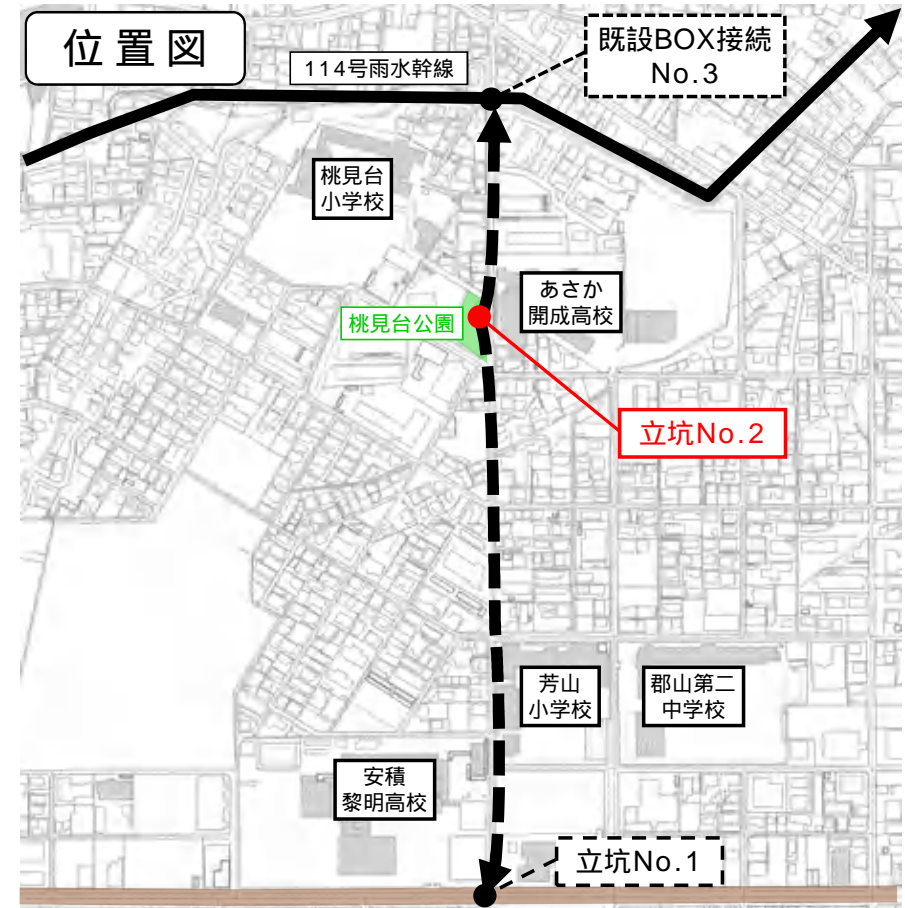 位置図
既設BOX接続
No.3
114号雨水幹線
桃見台
小学校
あさか
開成高校
桃見台公園
立坑No.2
芳山
小学校
郡山第二
中学校
安積
黎明高校
立坑No.1